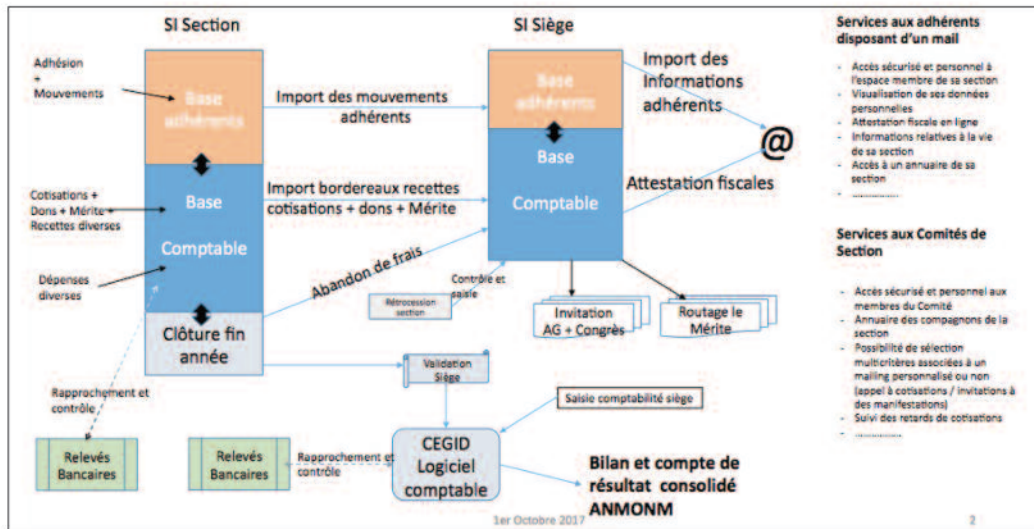 SI Section
SI Siège
Adhésion
+
Mouvements
Base
adhérents
Base
Comptable
Clôture fin
année
Cotisations +
Dons + Mérite +
Recettes diverses
Dépenses
diverses
Rapprochement et
contrôle
Relevés
Bancaires
Import des mouvements
adhérents
Import bordereaux recettes
cotisations + dons + Mérite
Abandon de frais
Rétrocession
section
Contrôle et
saisie
Base
adhérents
Base
Comptable
Import des
Informations
adhérents
@
Attestation fiscales
Invitation
AG + Congrès
Routage le
Mérite
Validation
Siège
Saisie comptabilité siège
Relevés
Bancaires
Rapprochement et
contrôle
CEGID
Logiciel
comptable
Bilan et compte de
résultat consolidé
ANMONM
Services aux adhérents
disposant d'un mail
- Accès sécurisé et personnel à
l'espace membre de sa section
- Visualisation de ses données
personnelles
- Attestation fiscale en ligne
- Informations relatives à la vie
de sa section
- Accès à un annuaire de sa
section
- ..............
Services aux Comités de
Section
- Accès sécurisé et personnel aux
membres du Comité
- Annuaire des compagnons de la
section
- Possibilité de sélection
multicritères associées à un
mailing personnalisé ou non
(appel à cotisations / invitations à
des manifestations)
- Suivi des retards de cotisations
- ..............
1er Octobre 2017
2